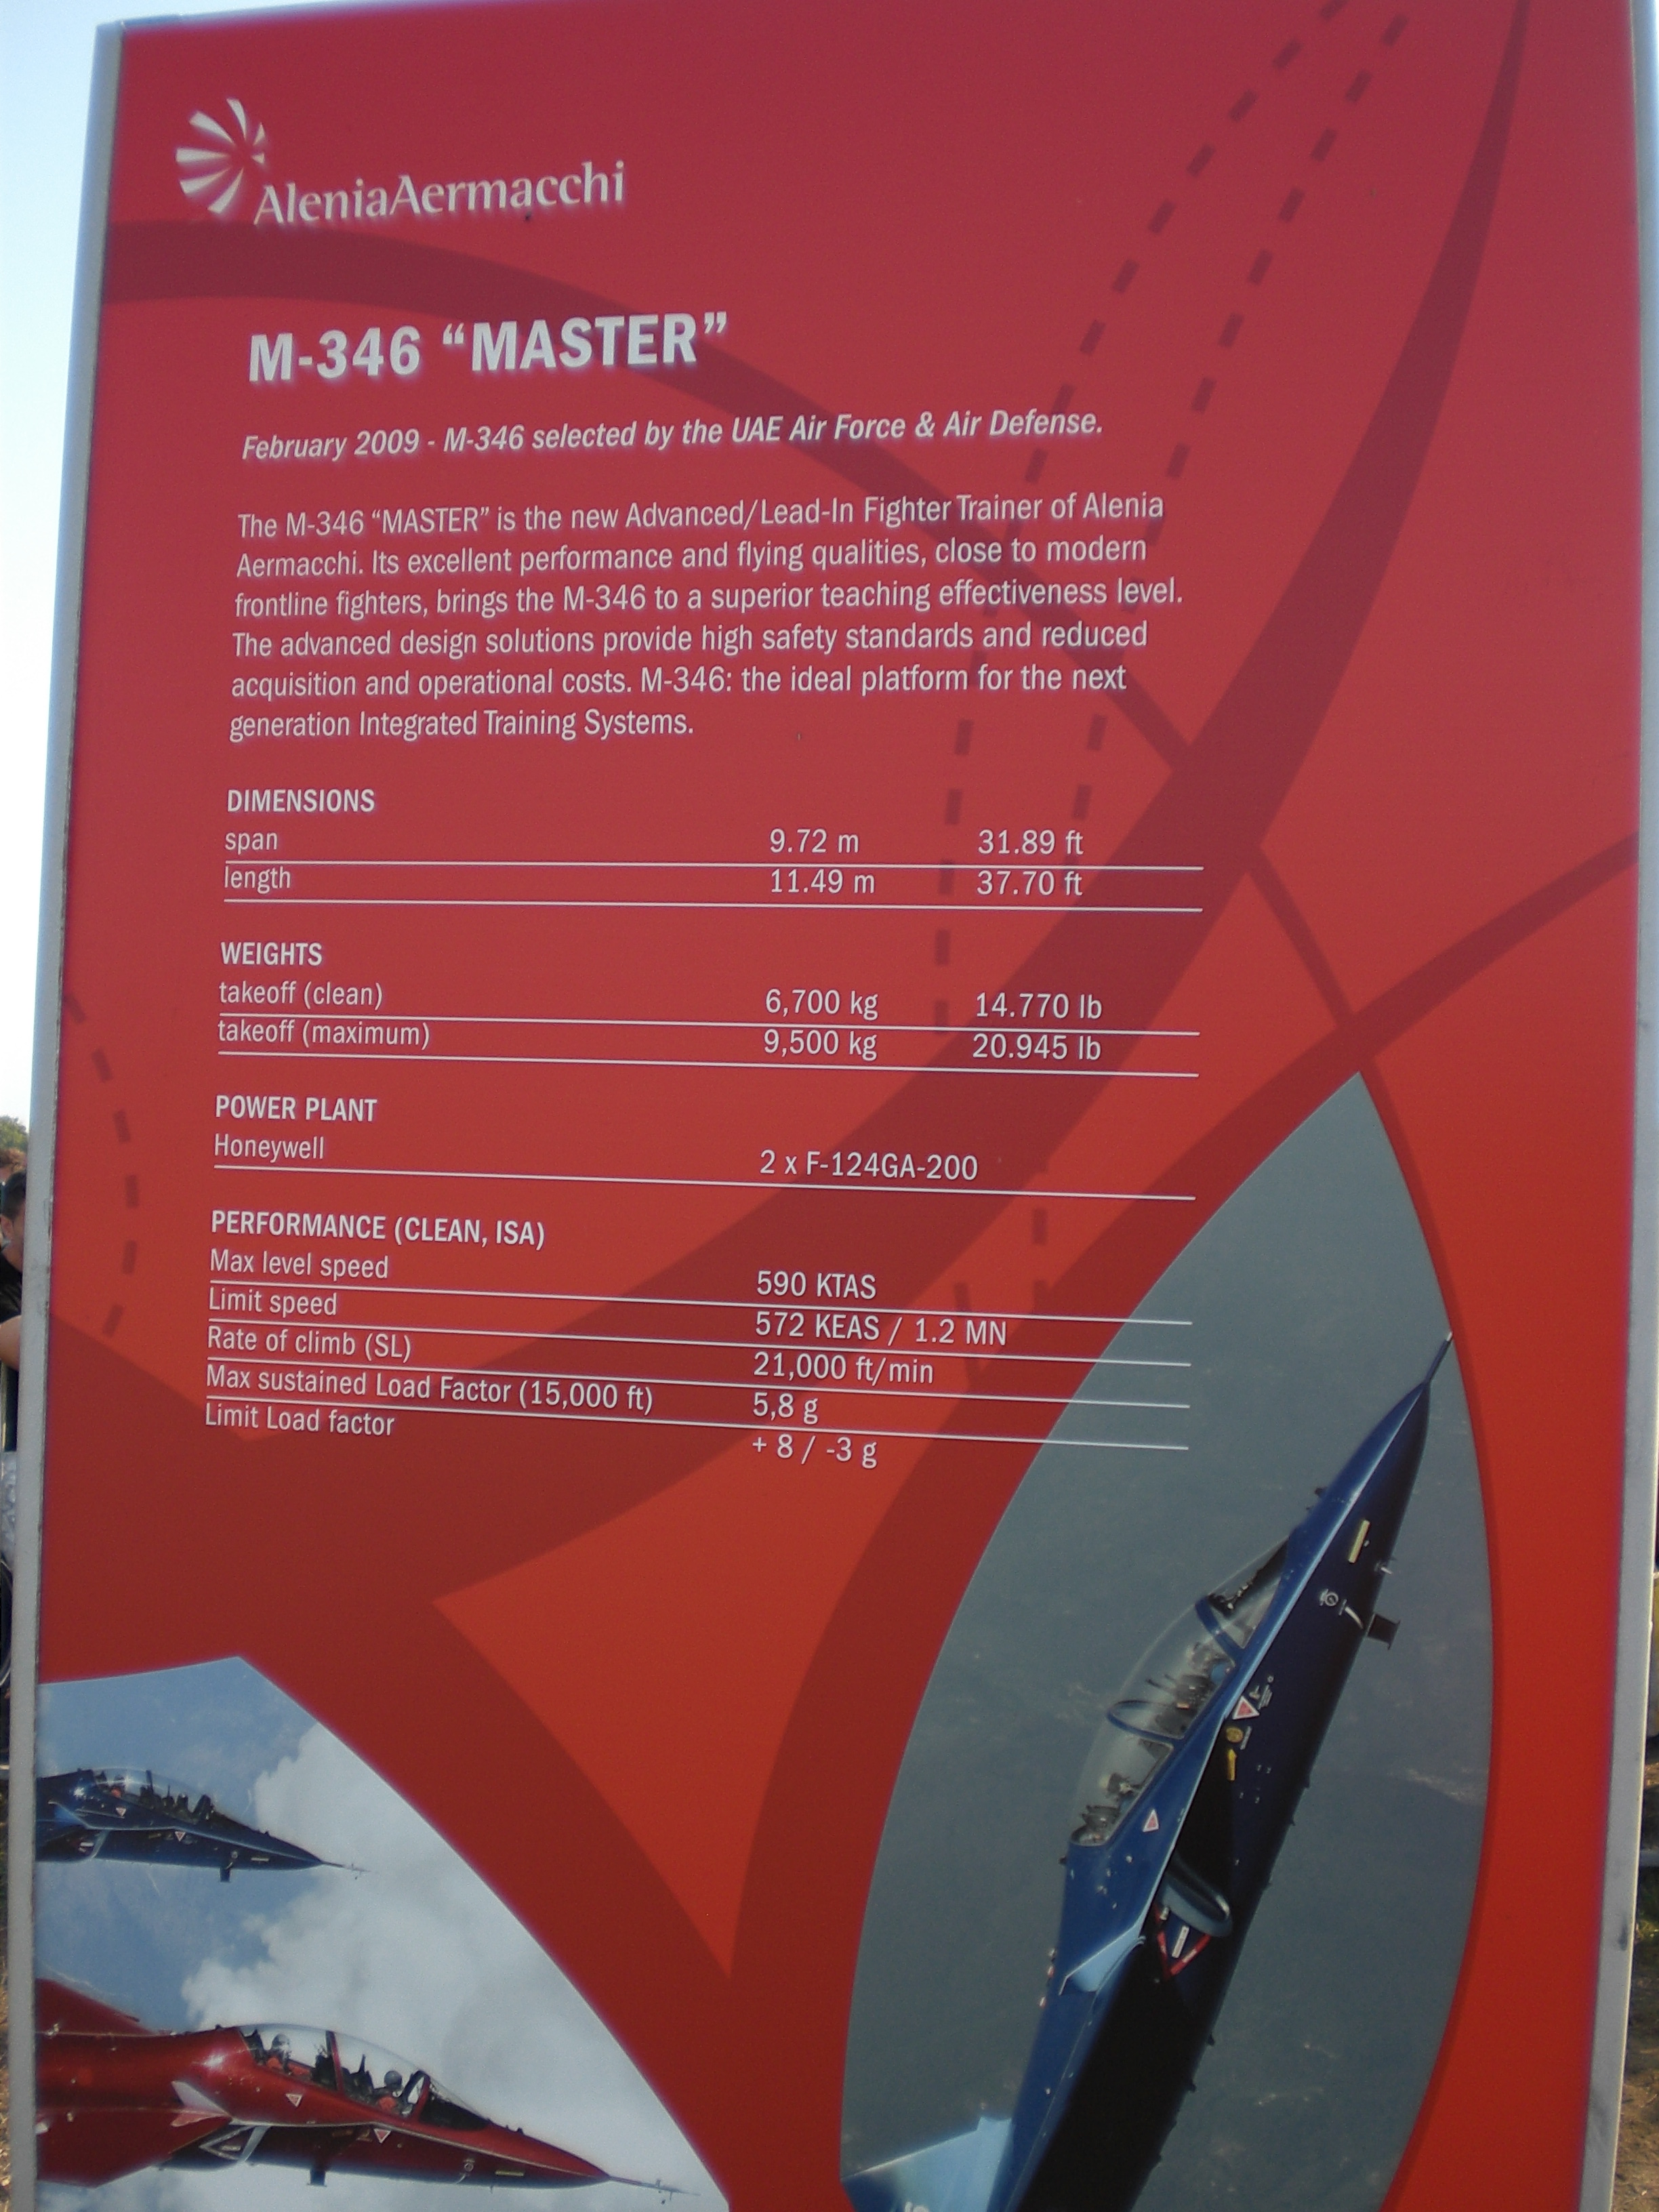 AleniaAermacchi
M-346 “MASTER”
February 2009 - M-346 selected by the UAE Air Force & Air Defense.
The M-346 “MASTER” is the new Advanced/Lead-In Fighter Trainer of Alenia
Aermacchi. Its excellent performance and flying qualities, close to modern
frontline fighters, brings the M-346 to a superior teaching effectiveness level.
The advanced design solutions provide high safety standards and reduced
acquisition and operational costs. M-346: the ideal platform for the next
generation Integrated Training Systems.
DIMENSIONS
span 9.72 m 31.89 ft
length 11.49 m 37.70 ft
WEIGHTS
takeoff (clean) 6,700 kg 14.770 lb
takeoff (maximum) 9,500 kg 20.945 lb
POWER PLANT
Honeywell 2 x F-124GA-200
PERFORMANCE (CLEAN, ISA)
Max level speed 590 KTAS
Limit speed 572 KEAS / 1.2 MN
Rate of climb (SL) 21,000 ft/min
Max sustained Load Factor (15,000 ft) 5,8 g
Limit Load factor + 8 / -3 g